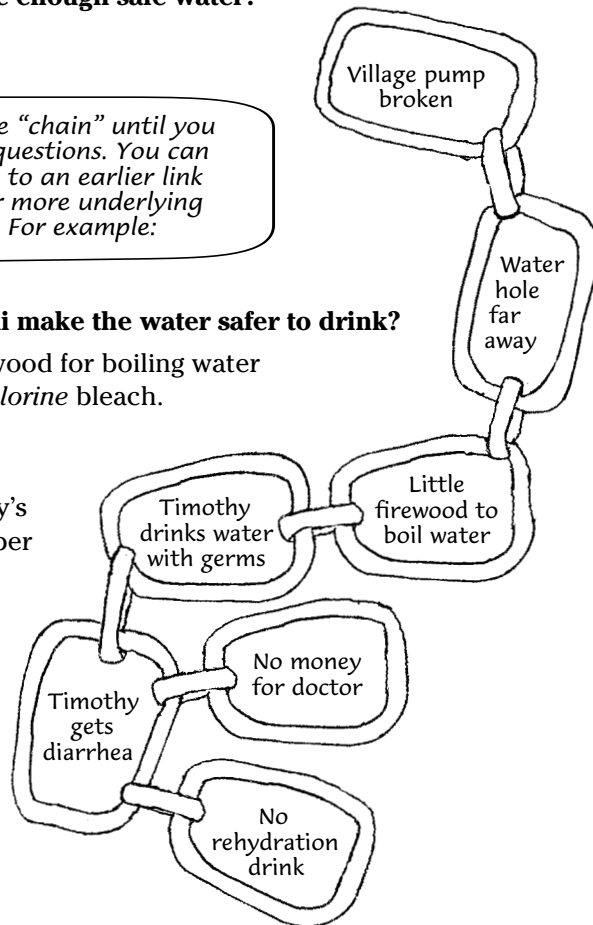 enough safe water?
Village pump
broken
"chain" until you
questions. You can
to an earlier link
more underlying
For example:
Water
hole
far
away
make the water safer to drink?
wood for boiling water
lorine bleach.
Little
firewood to
boil water
Timothy
drinks water
with germs
y's
per
No money
for doctor
Timothy
gets
diarrhea
No
rehydration
drink